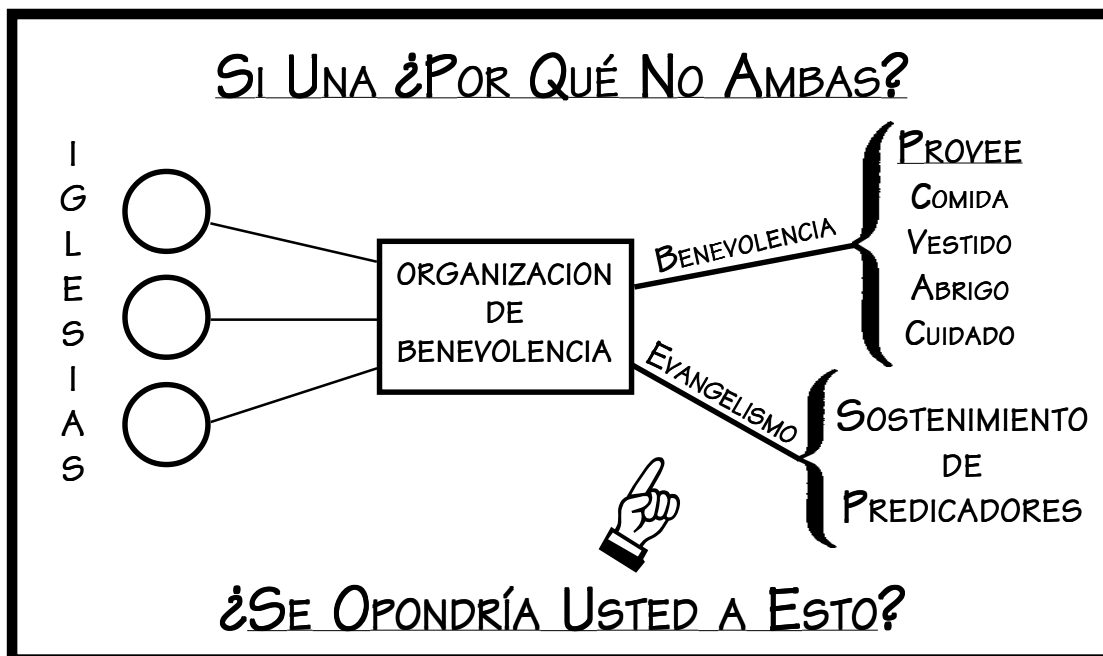 Si Una ¿Por Qué No Ambas?
IGLESIAS
ORGANIZACION
DE
BENEVOLENCIA
Benevolencia
Provee
Comida
Vestido
Abrigo
Cuidado
Evangelismo
Sostenimiento
de
Predicadores
¿Se Opondría Usted a Esto?